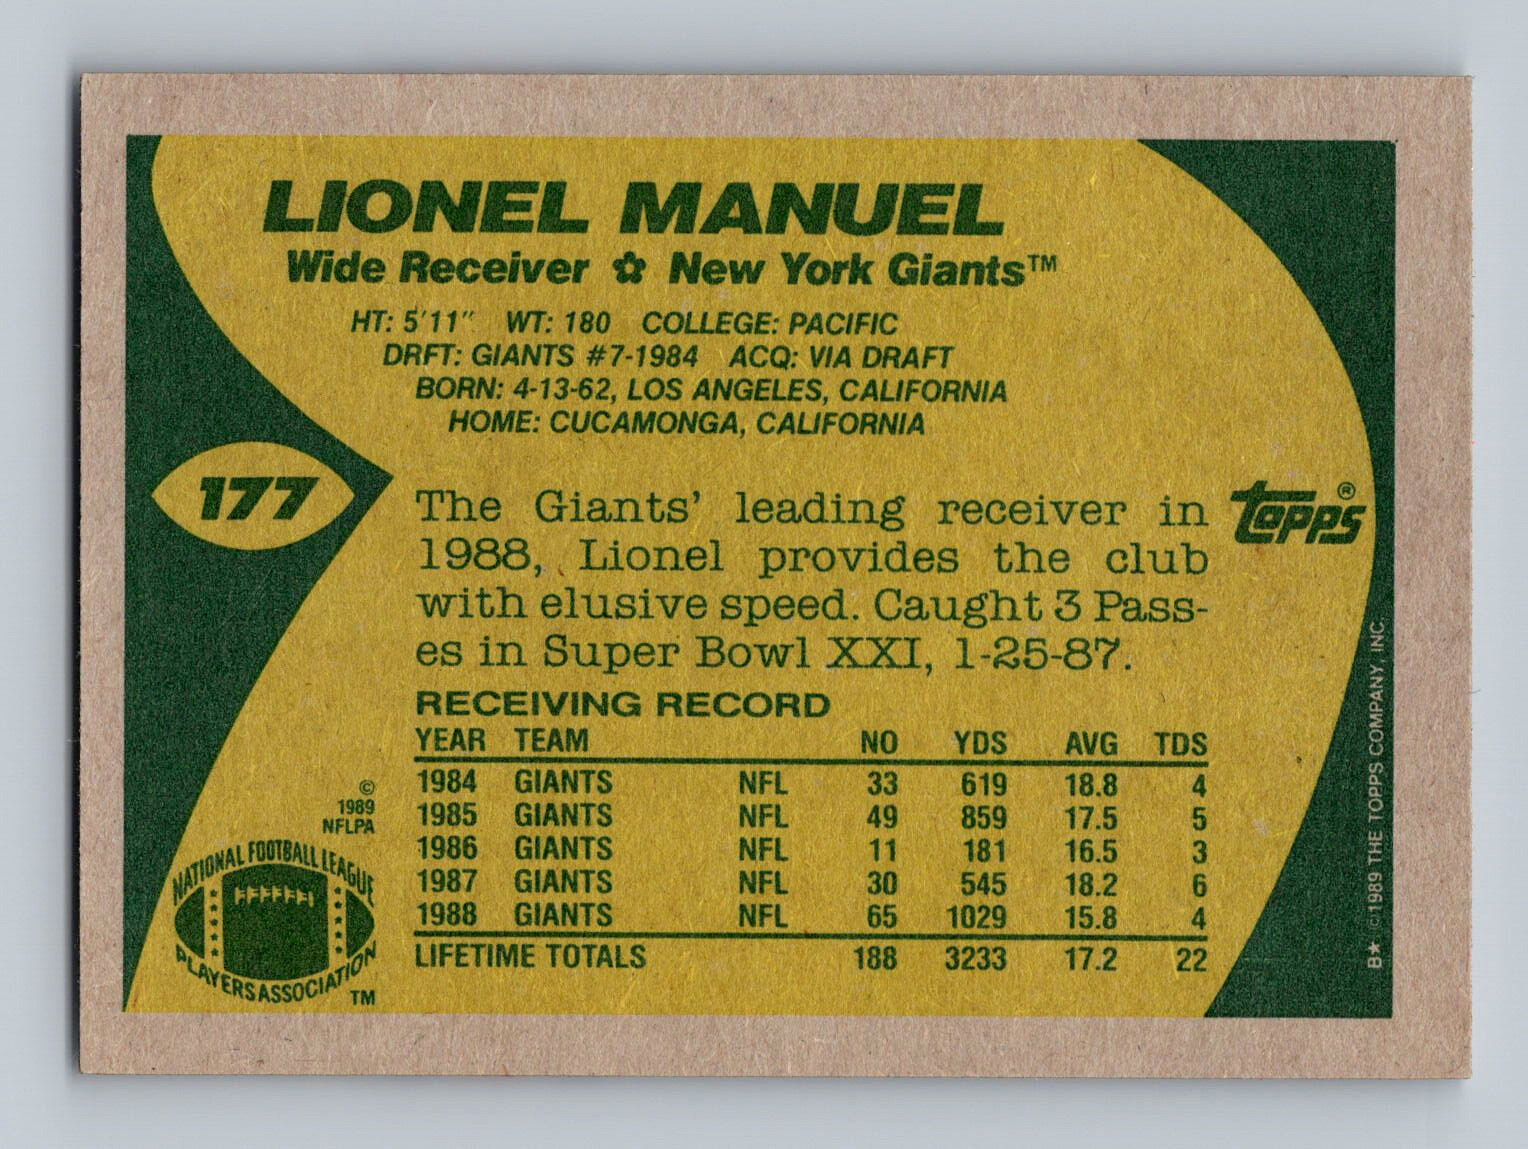 LIONEL MANUEL
Wide Receiver ✿ New York Giants™
HT: 5'11" WT: 180 COLLEGE: PACIFIC
DRFT: GIANTS #7-1984 ACQ: VIA DRAFT
BORN: 4-13-62, LOS ANGELES, CALIFORNIA
HOME: CUCAMONGA, CALIFORNIA
177
The Giants' leading receiver in
1988, Lionel provides the club
with elusive speed. Caught 3 Pass-
es in Super Bowl XXI, 1-25-87.
topps®
RECEIVING RECORD
YEAR TEAM NO YDS AVG TDS
1984 GIANTS NFL 33 619 18.8 4
1985 GIANTS NFL 49 859 17.5 5
1986 GIANTS NFL 11 181 16.5 3
1987 GIANTS NFL 30 545 18.2 6
1988 GIANTS NFL 65 1029 15.8 4
LIFETIME TOTALS 188 3233 17.2 22
©
1989
NFLPA
NATIONAL FOOTBALL LEAGUE
PLAYERS ASSOCIATION
TM
B★ ©1989 THE TOPPS COMPANY, INC.